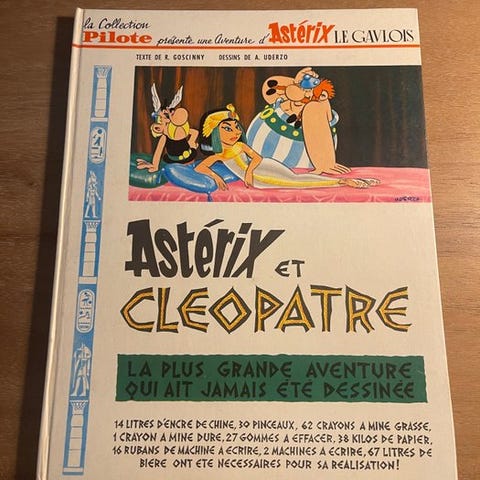 la Collection
Pilote présente une Aventure d'Astérix LE GAULOIS
TEXTE DE R. GOSCINNY DESSINS DE A. UDERZO
UDERZO
Astérix ET
CLEOPATRE
LA PLUS GRANDE AVENTURE
QUI AIT JAMAIS ÉTÉ DESSINÉE
14 LITRES D'ENCRE DE CHINE, 30 PINCEAUX, 62 CRAYONS A MINE GRASSE,
1 CRAYON A MINE DURE, 27 GOMMES A EFFACER, 38 KILOS DE PAPIER,
16 RUBANS DE MACHINE A ECRIRE, 2 MACHINES A ECRIRE, 67 LITRES DE
BIERE ONT ETE NECESSAIRES POUR SA REALISATION!